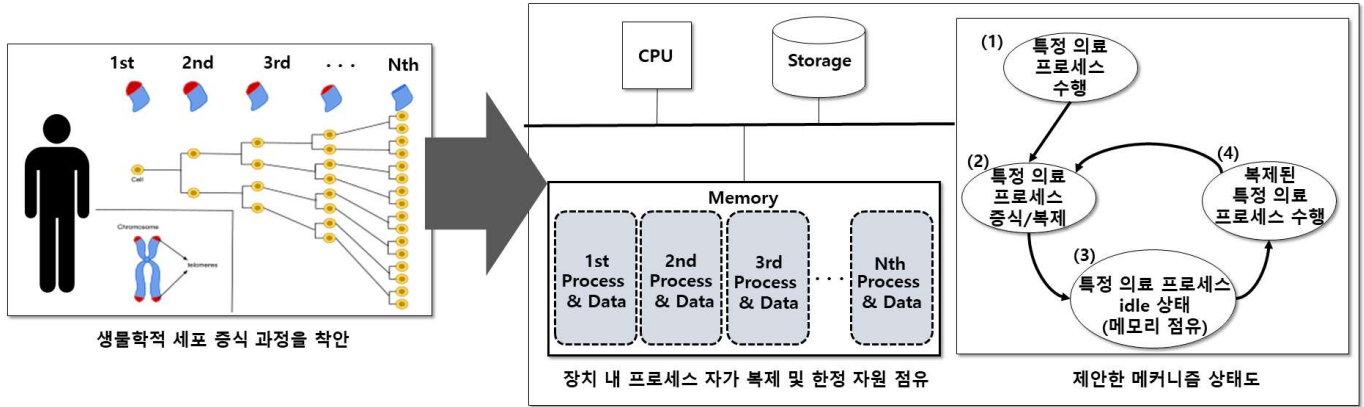 1st 2nd 3rd . . . Nth
Cell
Chromosome
telomeres
생물학적 세포 증식 과정을 착안
CPU
Storage
Memory
1st
Process
& Data
2nd
Process
& Data
3rd
Process
& Data
. . .
Nth
Process
& Data
장치 내 프로세스 자가 복제 및 한정 자원 점유
(1)
특정 의료
프로세스
수행
(2)
특정 의료
프로세스
증식/복제
(3)
특정 의료 프로세스
idle 상태
(메모리 점유)
(4)
복제된
특정 의료
프로세스 수행
제안한 메커니즘 상태도